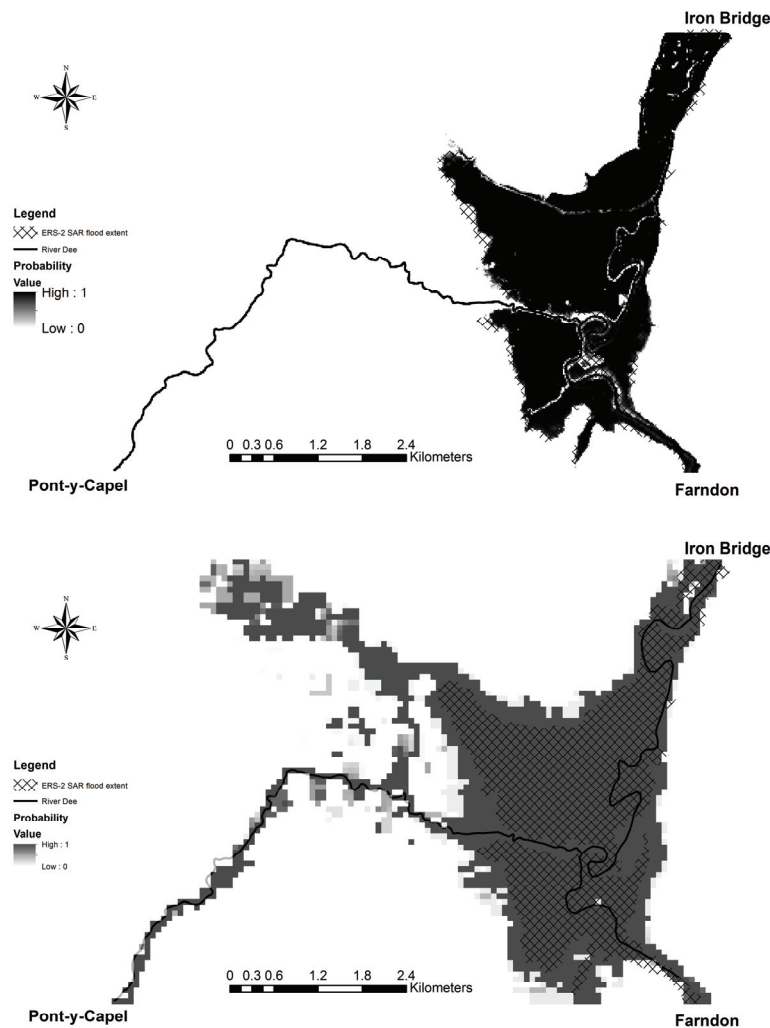 Iron Bridge
N
W
E
S
Legend
ERS-2 SAR flood extent
River Dee
Probability
Value
High : 1
Low : 0
0 0.3 0.6 1.2 1.8 2.4
Kilometers
Pont-y-Capel
Farndon
Iron Bridge
N
W
E
S
Legend
ERS-2 SAR flood extent
River Dee
Probability
Value
High : 1
Low : 0
0 0.3 0.6 1.2 1.8 2.4
Kilometers
Pont-y-Capel
Farndon